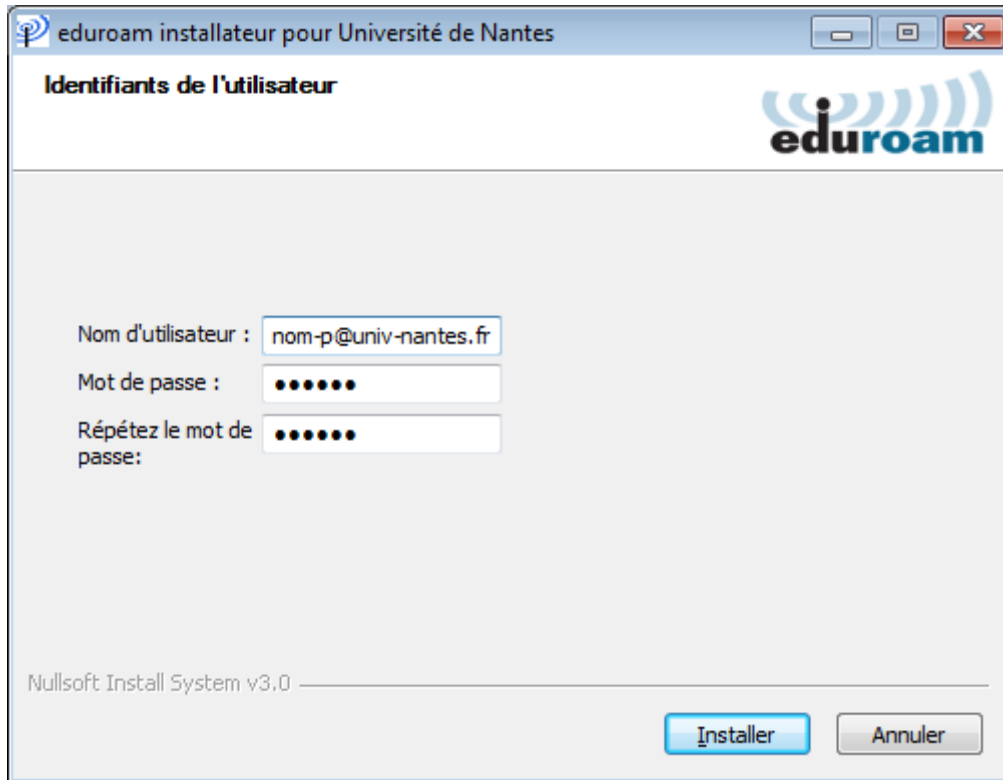 eduroam installateur pour Université de Nantes
Identifiants de l'utilisateur
eduroam
Nom d'utilisateur : nom-p@univ-nantes.fr
Mot de passe : ●●●●●●
Répétez le mot de ●●●●●●
passe:
Nullsoft Install System v3.0
Installer Annuler